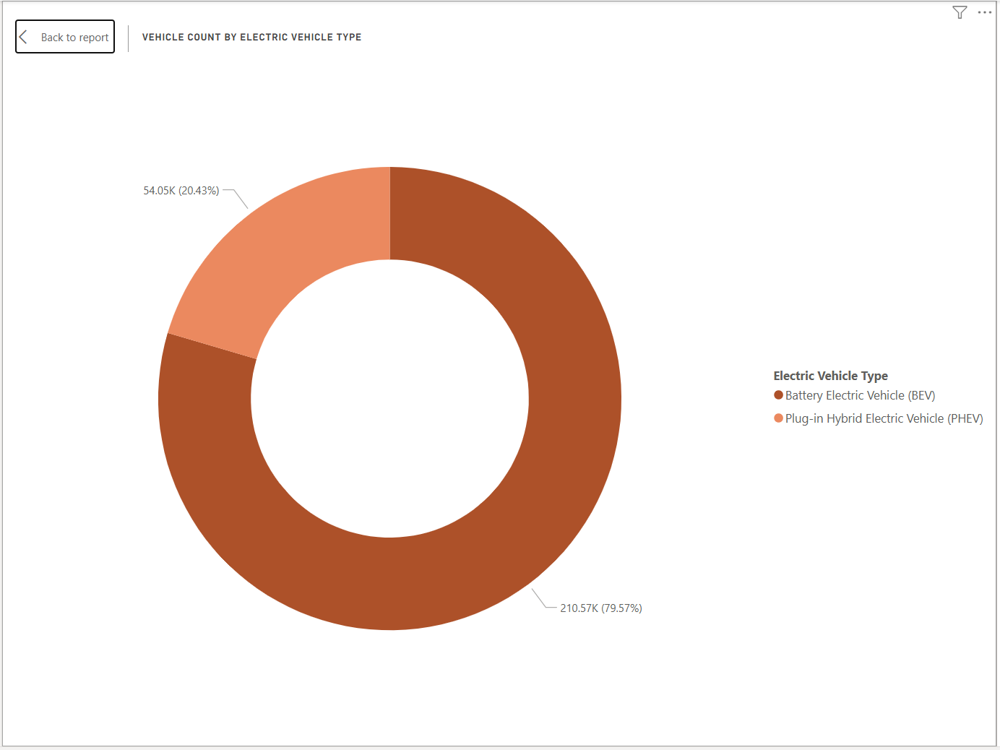 Back to report
VEHICLE COUNT BY ELECTRIC VEHICLE TYPE
54.05K (20.43%)
Electric Vehicle Type
Battery Electric Vehicle (BEV)
Plug-in Hybrid Electric Vehicle (PHEV)
210.57K (79.57%)